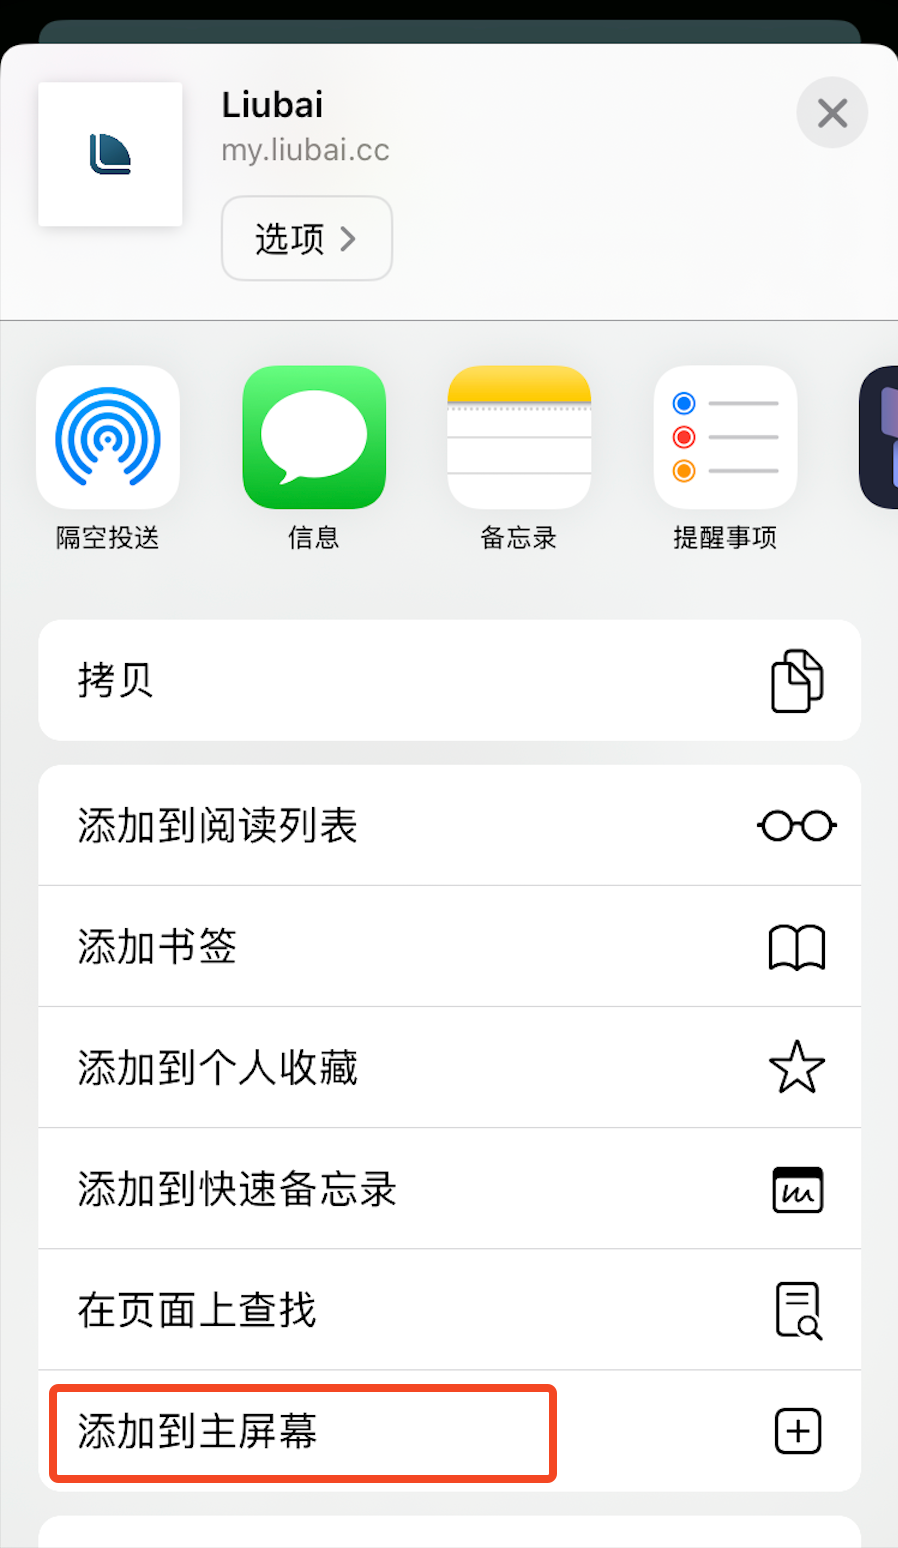 Liubai
my.liubai.cc
选项
隔空投送
信息
备忘录
提醒事项
拷贝
添加到阅读列表
添加书签
添加到个人收藏
添加到快速备忘录
在页面上查找
添加到主屏幕